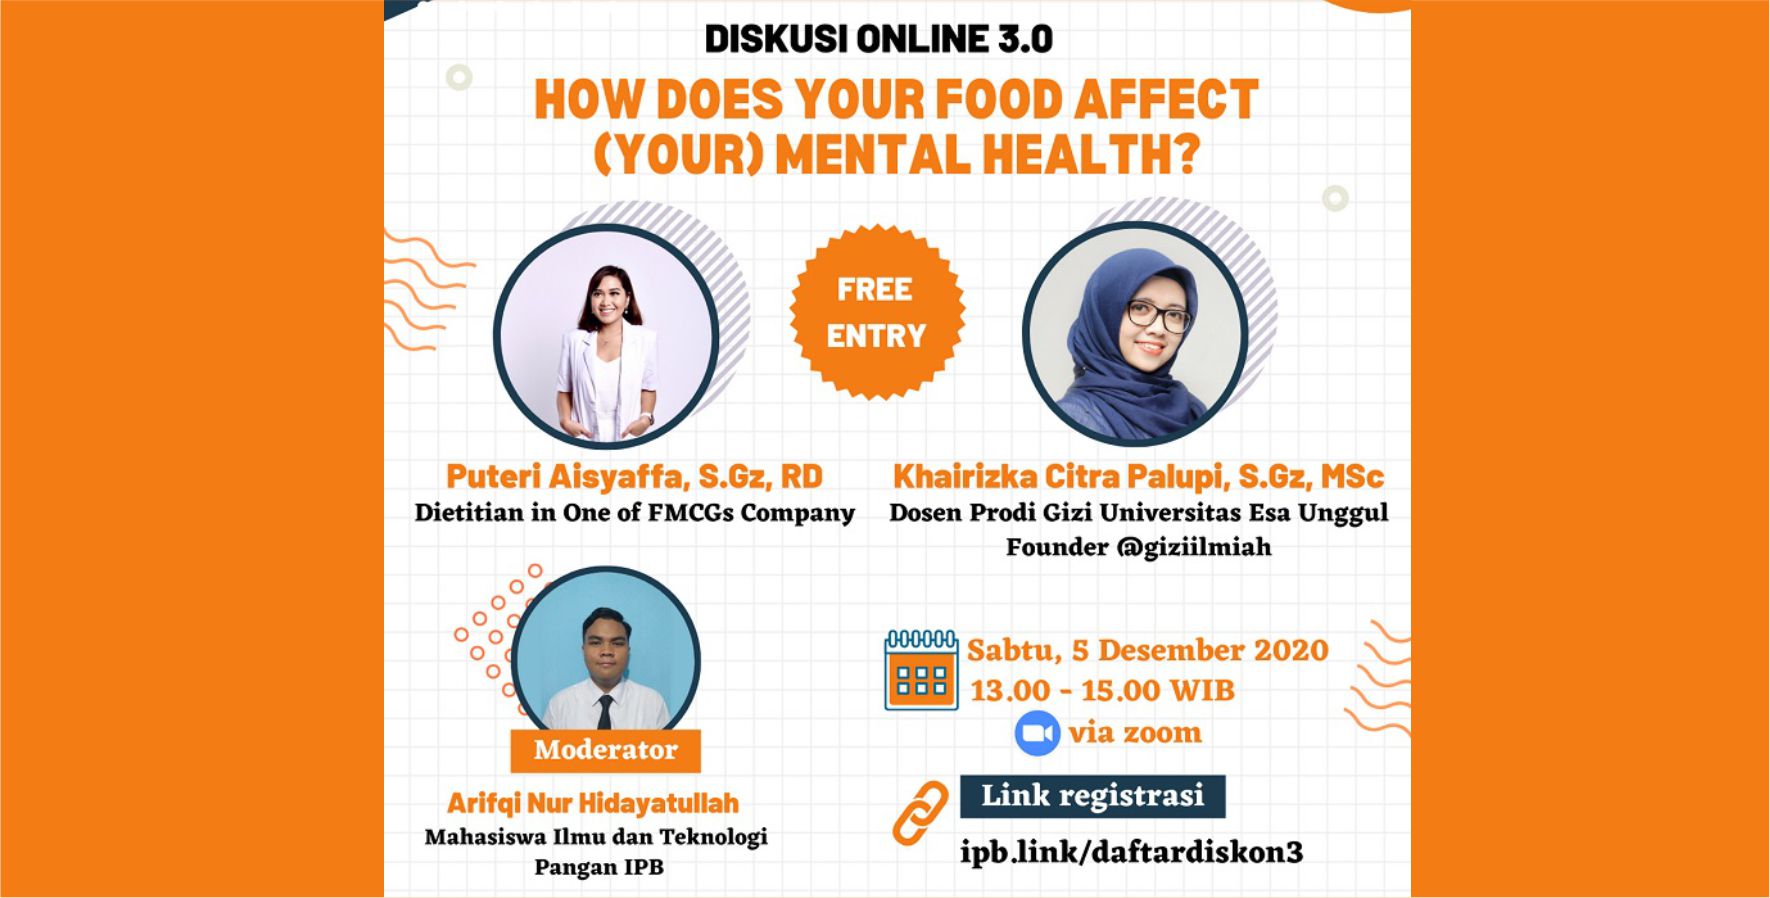 DISKUSI ONLINE 3.0
HOW DOES YOUR FOOD AFFECT
(YOUR) MENTAL HEALTH?
FREE
ENTRY
Puteri Aisyaffa, S.Gz, RD
Dietitian in One of FMCGs Company
Khairizka Citra Palupi, S.Gz, MSc
Dosen Prodi Gizi Universitas Esa Unggul
Founder @giziilmiah
Moderator
Arifqi Nur Hidayatullah
Mahasiswa Ilmu dan Teknologi
Pangan IPB
Sabtu, 5 Desember 2020
13.00 - 15.00 WIB
via zoom
Link registrasi
ipb.link/daftardiskon3